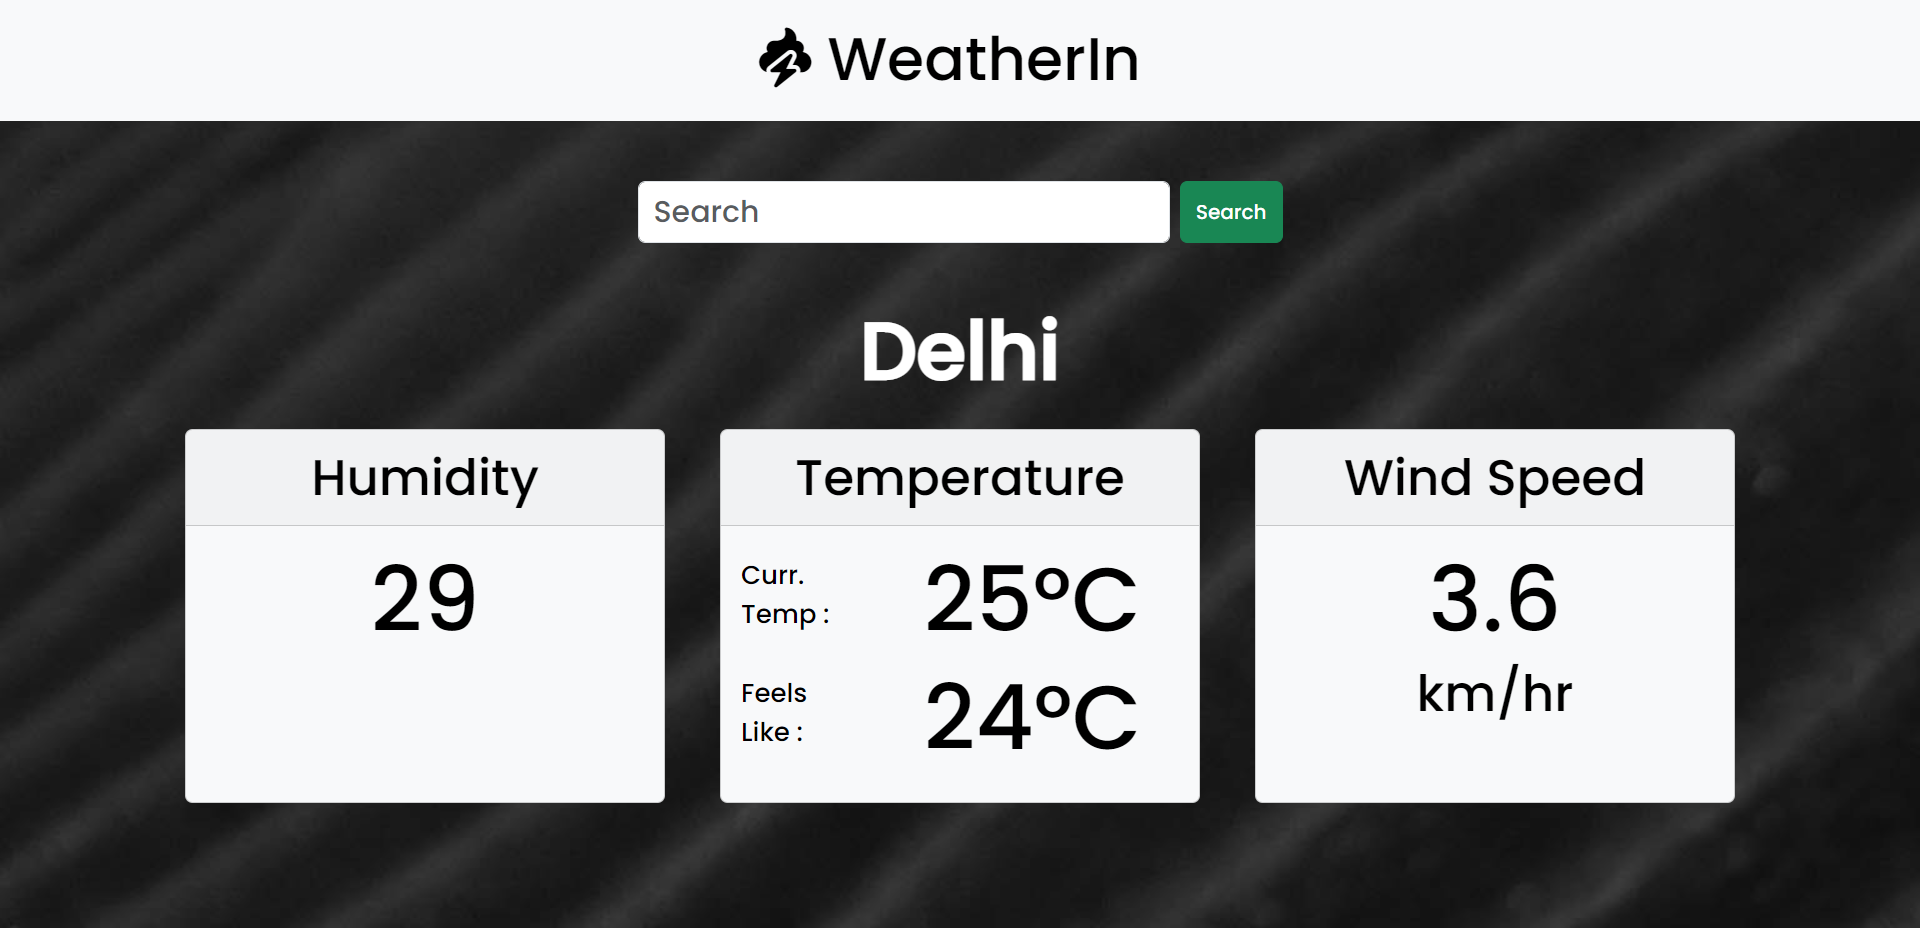 WeatherIn
Search
Search
Delhi
Humidity
29
Temperature
Curr.
Temp :
25°C
Feels
Like :
24°C
Wind Speed
3.6
km/hr